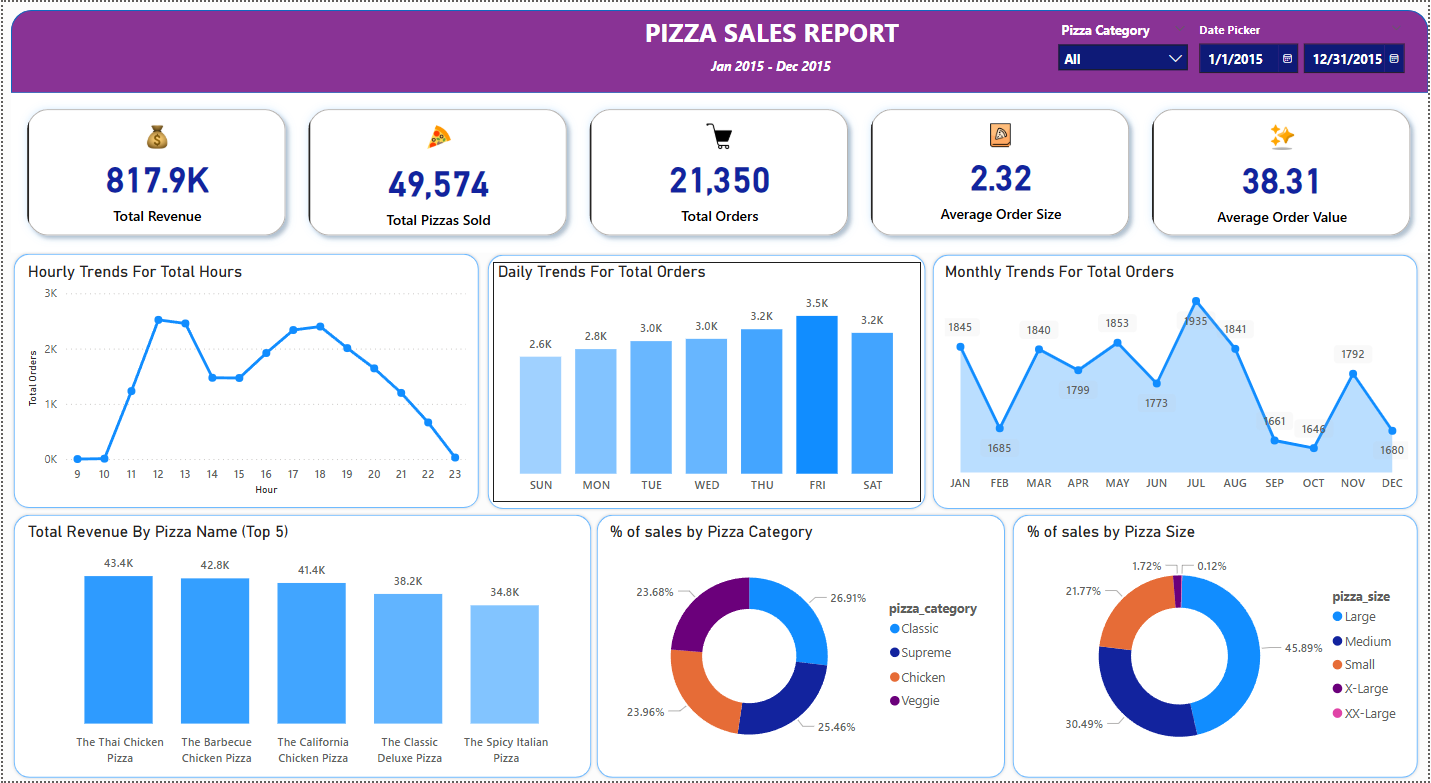 PIZZA SALES REPORT
Jan 2015 - Dec 2015
Pizza Category
All
Date Picker
1/1/2015
12/31/2015
817.9K
Total Revenue
49,574
Total Pizzas Sold
21,350
Total Orders
2.32
Average Order Size
38.31
Average Order Value
Hourly Trends For Total Hours
3K
2K
1K
0K
Total Orders
9 10 11 12 13 14 15 16 17 18 19 20 21 22 23
Hour
Daily Trends For Total Orders
2.6K 2.8K 3.0K 3.0K 3.2K 3.5K 3.2K
SUN MON TUE WED THU FRI SAT
Monthly Trends For Total Orders
1845 1685 1840 1799 1853 1773 1935 1841 1661 1646 1792 1680
JAN FEB MAR APR MAY JUN JUL AUG SEP OCT NOV DEC
Total Revenue By Pizza Name (Top 5)
43.4K 42.8K 41.4K 38.2K 34.8K
The Thai Chicken Pizza
The Barbecue Chicken Pizza
The California Chicken Pizza
The Classic Deluxe Pizza
The Spicy Italian Pizza
% of sales by Pizza Category
26.91%
25.46%
23.96%
23.68%
pizza_category
Classic
Supreme
Chicken
Veggie
% of sales by Pizza Size
1.72%
0.12%
21.77%
45.89%
30.49%
pizza_size
Large
Medium
Small
X-Large
XX-Large